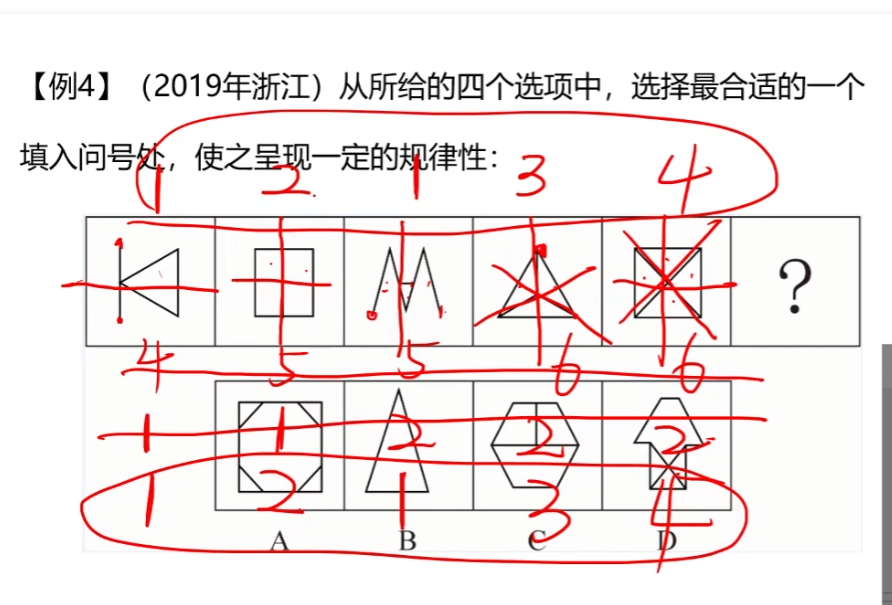 【例4】（2019年浙江）从所给的四个选项中，选择最合适的一个
填入问号处，使之呈现一定的规律性：
1 2 1 3 4
?
4 5 5 6 6
1 1 2 2 2
1 2 1 3 4
A B C D